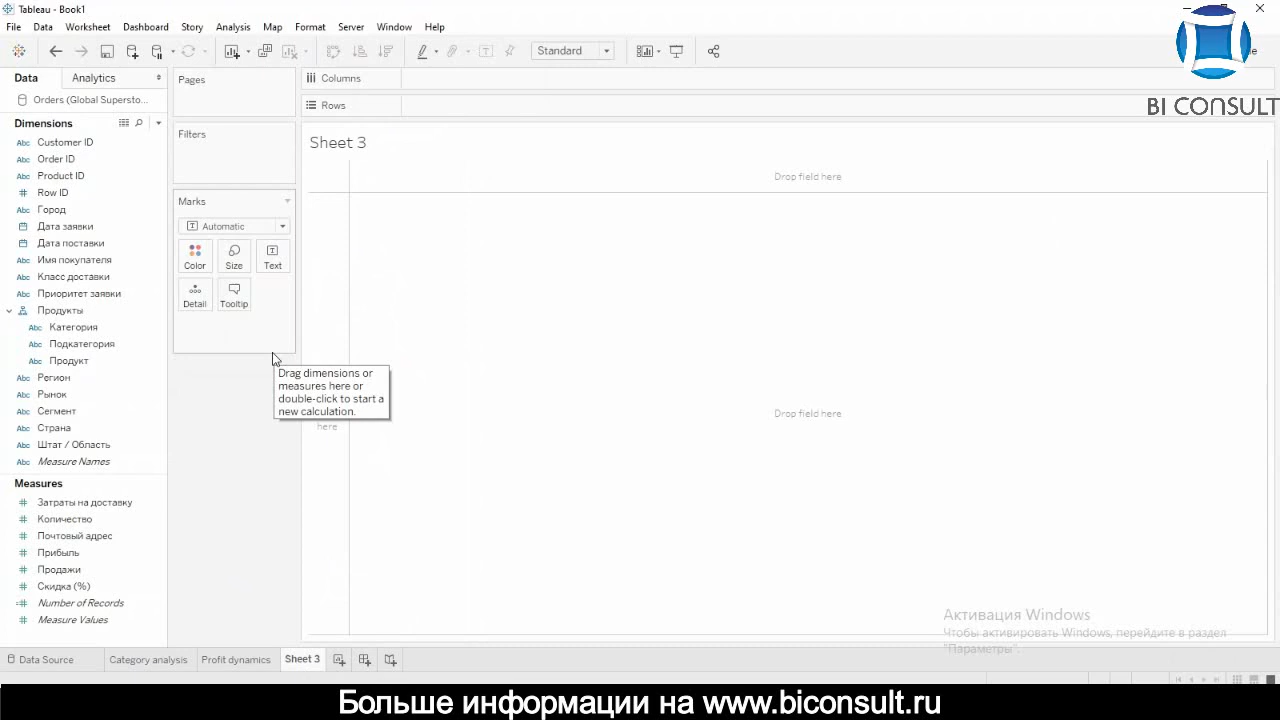 Tableau - Book1
File Data Worksheet Dashboard Story Analysis Map Format Server Window Help
Standard
BI CONSULT
Data Analytics
Orders (Global Supersto...
Dimensions
Customer ID
Order ID
Product ID
Row ID
Город
Дата заявки
Дата поставки
Имя покупателя
Класс доставки
Приоритет заявки
Продукты
Категория
Подкатегория
Продукт
Регион
Рынок
Сегмент
Страна
Штат / Область
Measure Names
Measures
Затраты на доставку
Количество
Почтовый адрес
Прибыль
Продажи
Скидка (%)
Number of Records
Measure Values
Pages
Filters
Marks
Automatic
Color Size Text
Detail Tooltip
Drag dimensions or
measures here or
double-click to start a
new calculation.
Columns
Rows
Sheet 3
Drop field here
here
Drop field here
Активация Windows
Чтобы активировать Windows, перейдите в раздел
"Параметры".
Data Source Category analysis Profit dynamics Sheet 3
Больше информации на www.biconsult.ru